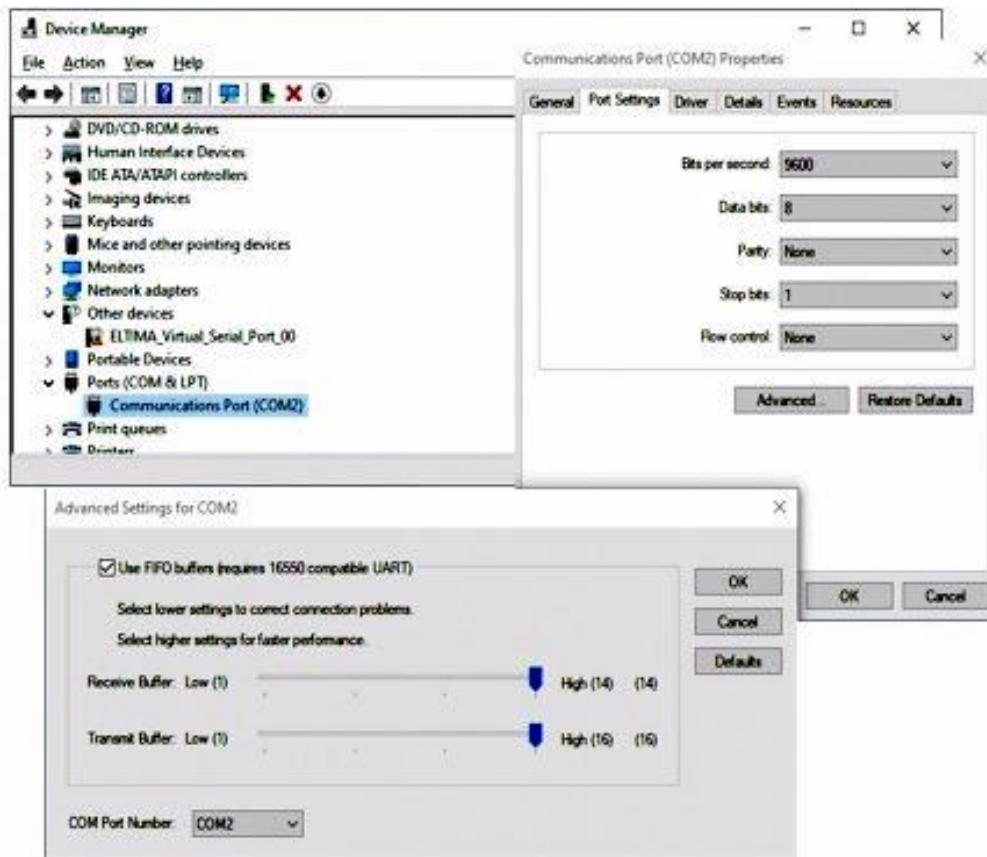 Device Manager
File Action View Help
DVD/CD-ROM drives
Human Interface Devices
IDE ATA/ATAPI controllers
Imaging devices
Keyboards
Mice and other pointing devices
Monitors
Network adapters
Other devices
ELTIMA_Virtual_Serial_Port_00
Portable Devices
Ports (COM & LPT)
Communications Port (COM2)
Print queues
Printers
Communications Port (COM2) Properties
General Port Settings Driver Details Events Resources
Bits per second: 9600
Data bits: 8
Parity: None
Stop bits: 1
Flow control: None
Advanced... Restore Defaults
OK Cancel
Advanced Settings for COM2
Use FIFO buffers (requires 16550 compatible UART)
Select lower settings to correct connection problems.
Select higher settings for faster performance.
Receive Buffer: Low (1) High (14) (14)
Transmit Buffer: Low (1) High (16) (16)
COM Port Number: COM2
OK
Cancel
Defaults